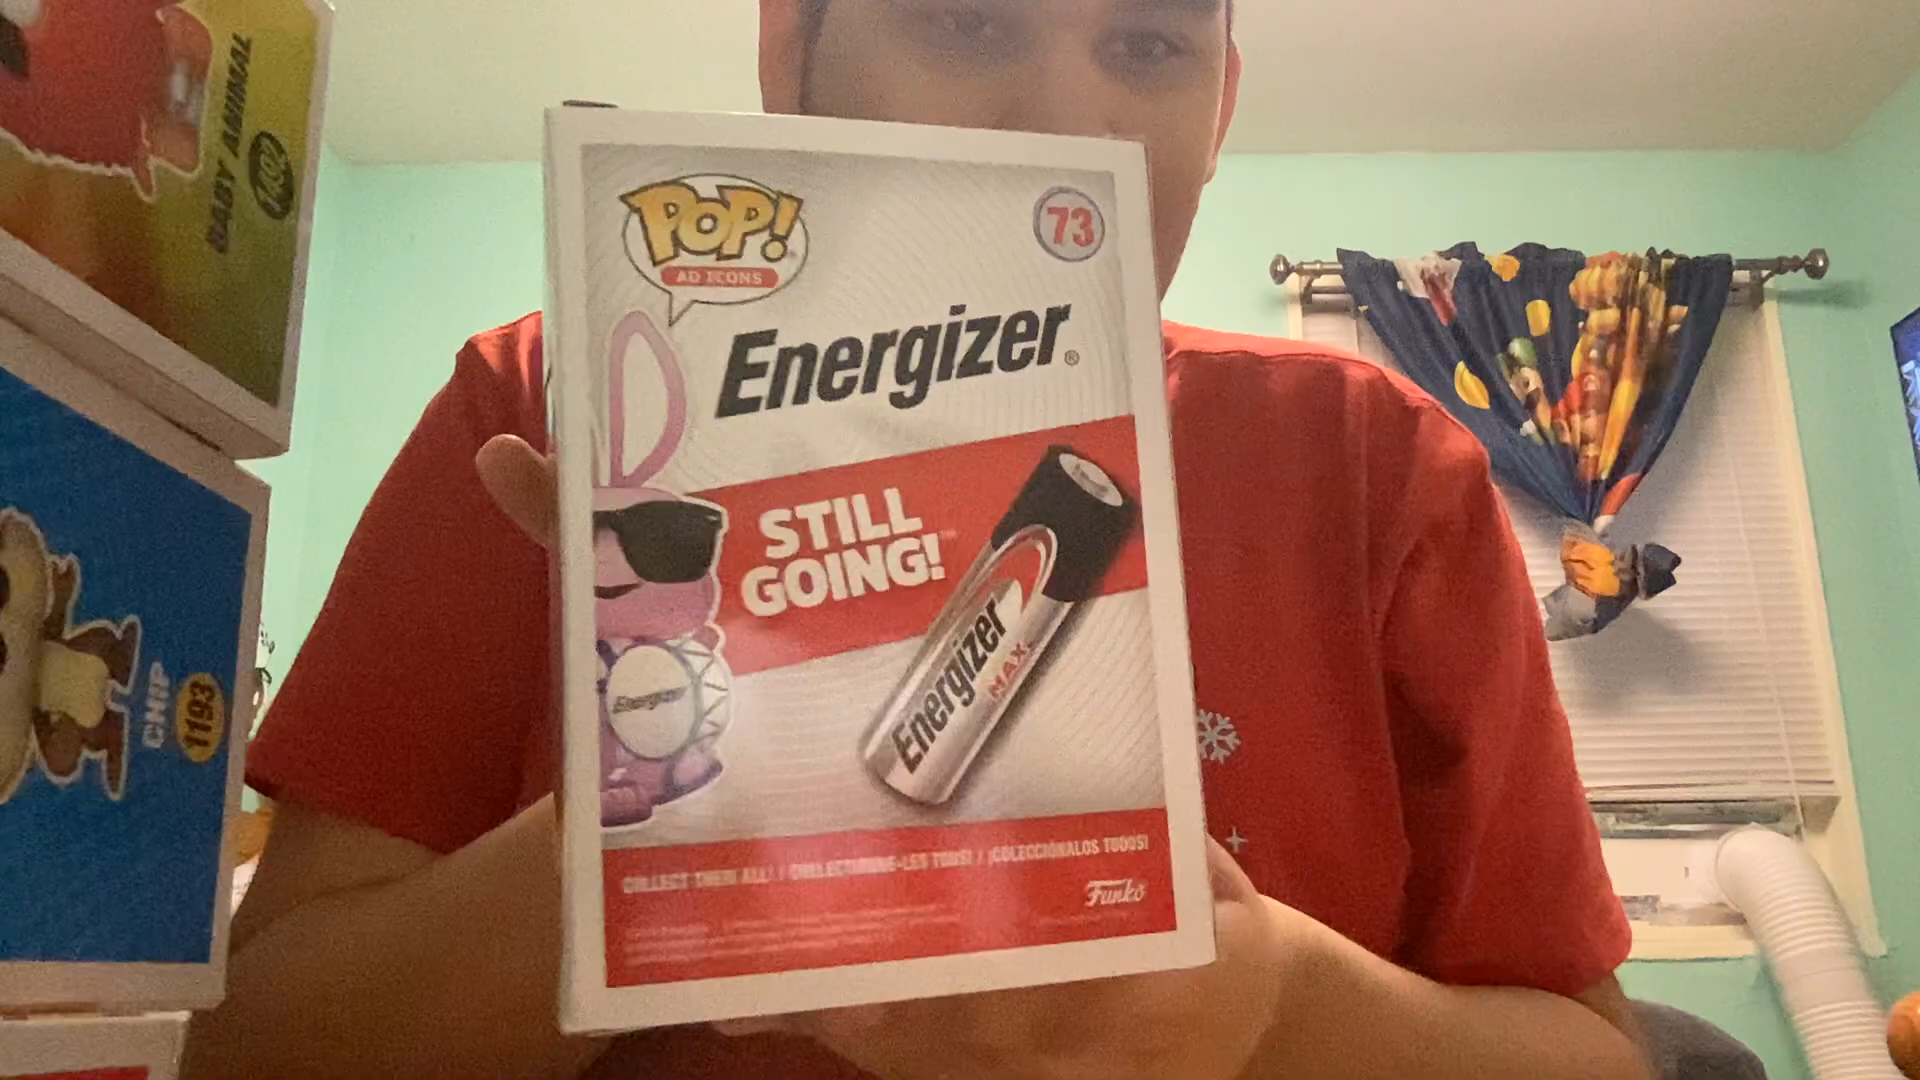 BABY ANIMAL
1492
CHIP
1193
POP!
AD ICONS
73
Energizer®
STILL
GOING!
Energizer
MAX
Energizer
COLLECT THEM ALL! / COLLECTIONNE-LES TOUS! / ¡COLECCIÓNALOS TODOS!
Funko